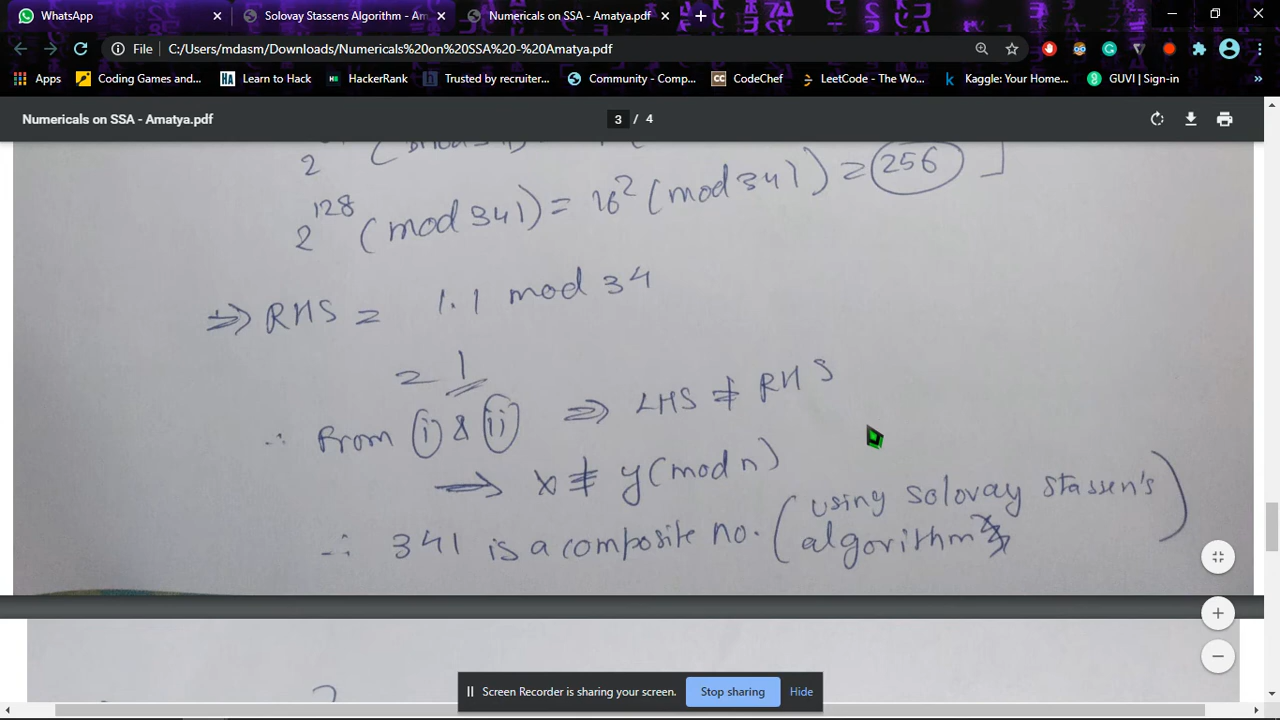 WhatsApp
Solovay Stassens Algorithm - Am
Numericals on SSA - Amatya.pdf
File C:/Users/mdasm/Downloads/Numericals%20on%20SSA%20-%20Amatya.pdf
Apps Coding Games and... Learn to Hack HackerRank Trusted by recruiter... Community - Comp... CodeChef LeetCode - The Wo... Kaggle: Your Home... GUVI | Sign-in »
Numericals on SSA - Amatya.pdf 3 / 4
2
2^128 (mod 341) = 16^2 (mod 341) = 256 ]
⇒ RHS = 1.1 mod 34
= 1
∴ From (i) & (ii) ⇒ LHS ≠ RHS
→ x ≢ y (mod n)
∴ 341 is a composite no. (using solovay stassen's
algorithm)
Screen Recorder is sharing your screen. Stop sharing Hide